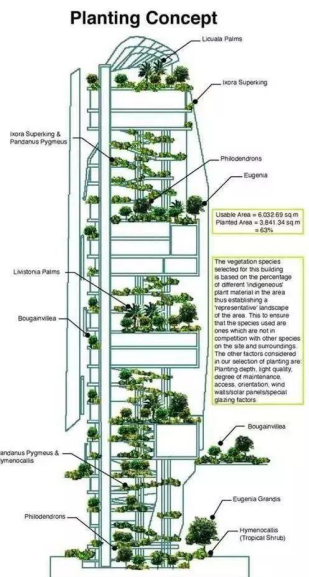 Planting Concept
Licuala Palms
Ixora Superking
Ixora Superking &
Pandanus Pygmeus
Philodendrons
Eugenia
Usable Area = 6,032.69 sq.m
Planted Area = 3,841.34 sq.m
= 63%
The vegetation species
selected for this building
is based on the percentage
of different 'indigeneous'
plant material in the area
thus establishing a
'representative' landscape
of the area. This to ensure
that the species used are
ones which are not in
competition with other species
on the site and surroundings.
The other factors considered
in our selection of planting are
Planting depth, light quality,
degree of maintenance,
access, orientation, wind
walls/solar panels/special
glazing factors
Livistonia Palms
Bougainvillea
Bougainvillea
andanus Pygmeus &
ymenocallis
Eugenia Grandis
Philodendrons
Hymenocallis
(Tropical Shrub)